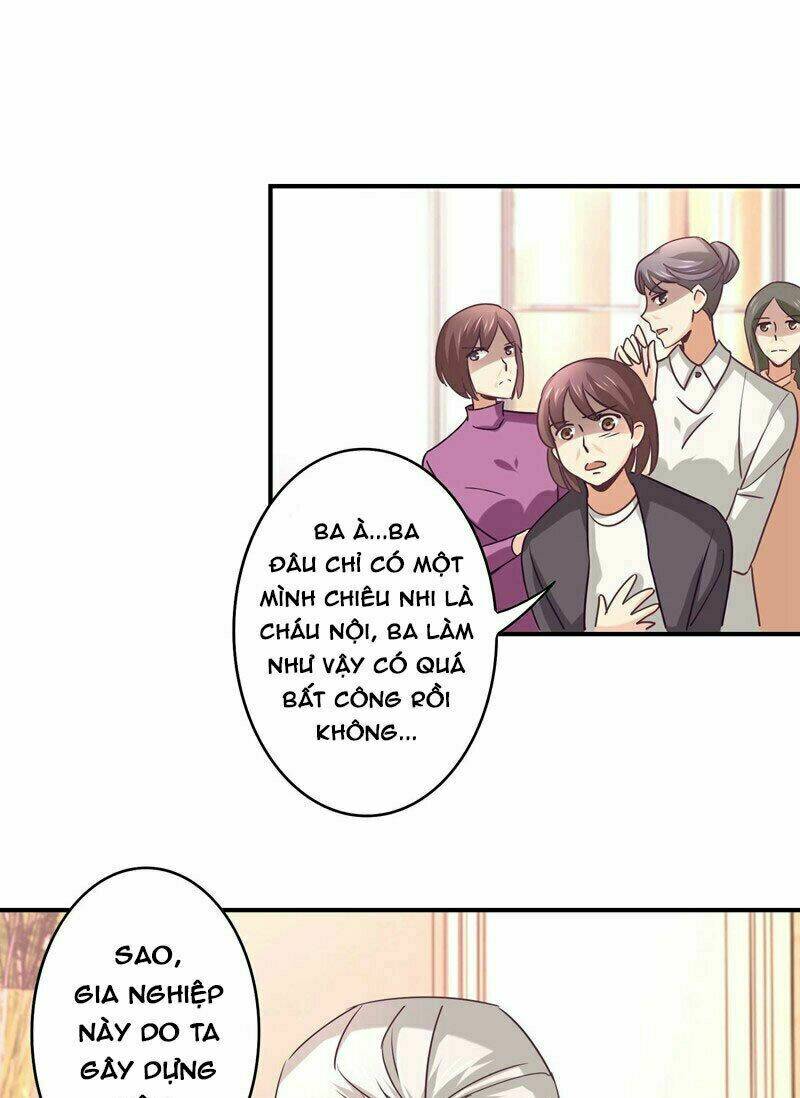 BA À...BA
ĐÂU CHỈ CÓ MỘT
MÌNH CHIÊU NHI LÀ
CHÁU NỘI, BA LÀM
NHƯ VẬY CÓ QUÁ
BẤT CÔNG RỒI
KHÔNG...
SAO,
GIA NGHIỆP
NÀY DO TA
GÂY DỰNG